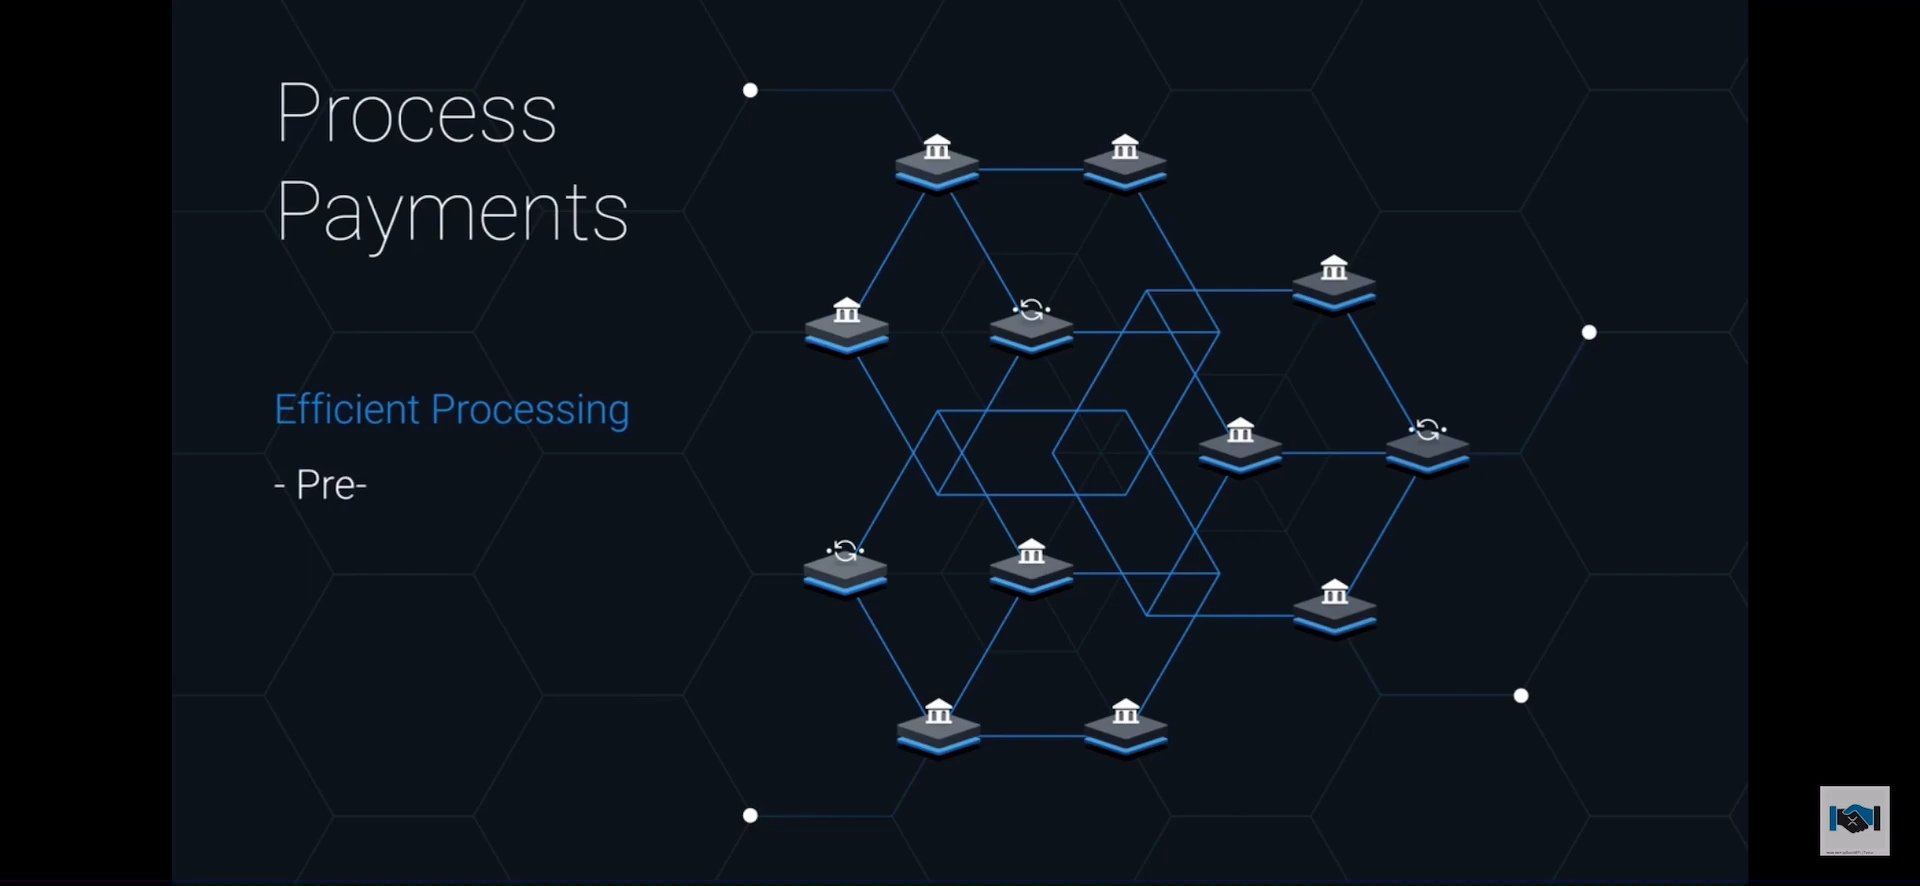 Process
Payments
Efficient Processing
- Pre-